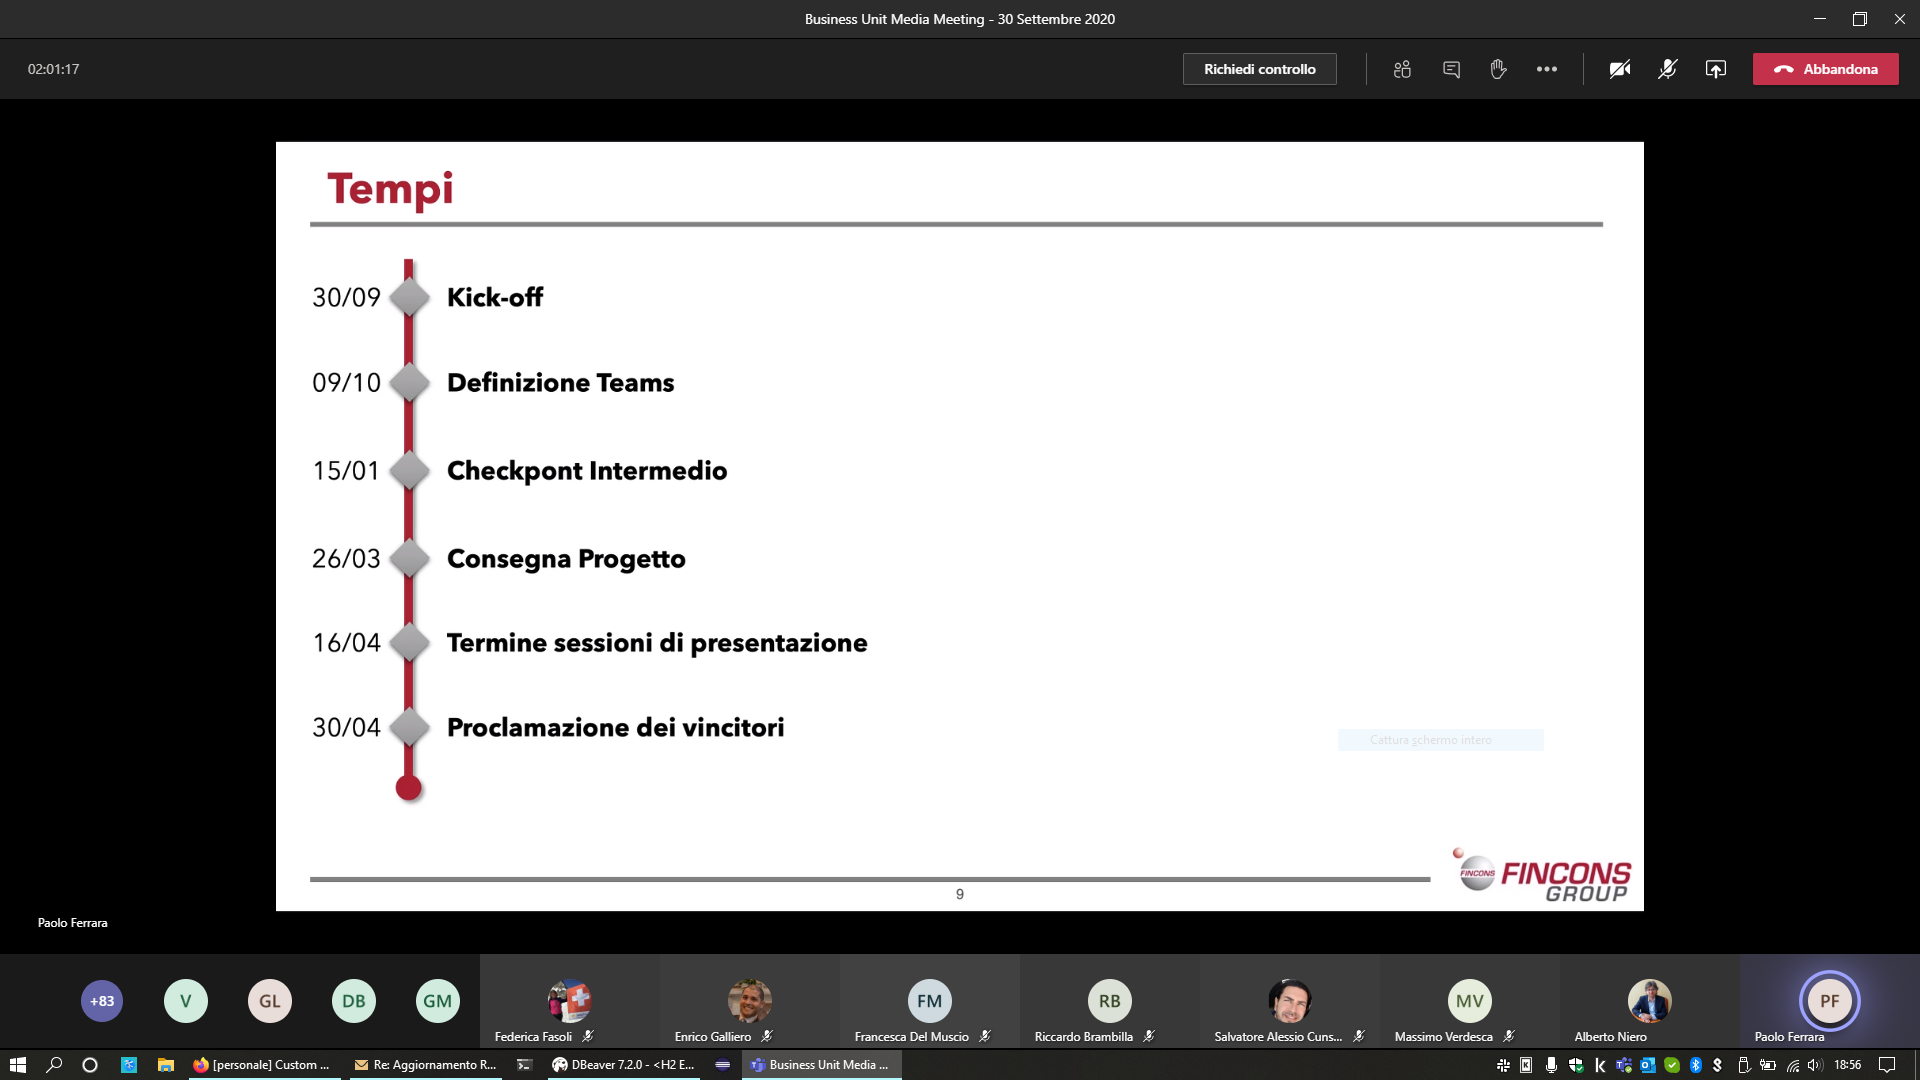 Business Unit Media Meeting - 30 Settembre 2020
02:01:17
Richiedi controllo
Abbandona
Tempi
30/09 Kick-off
09/10 Definizione Teams
15/01 Checkpont Intermedio
26/03 Consegna Progetto
16/04 Termine sessioni di presentazione
30/04 Proclamazione dei vincitori
Cattura schermo intero
FINCONS FINCONS
GROUP
9
Paolo Ferrara
+83 V GL DB GM FM RB MV PF
Federica Fasoli Enrico Galliero Francesca Del Muscio Riccardo Brambilla Salvatore Alessio Cuns... Massimo Verdesca Alberto Niero Paolo Ferrara
[personale] Custom ... Re: Aggiornamento R... DBeaver 7.2.0 - <H2 E... Business Unit Media ... 18:56